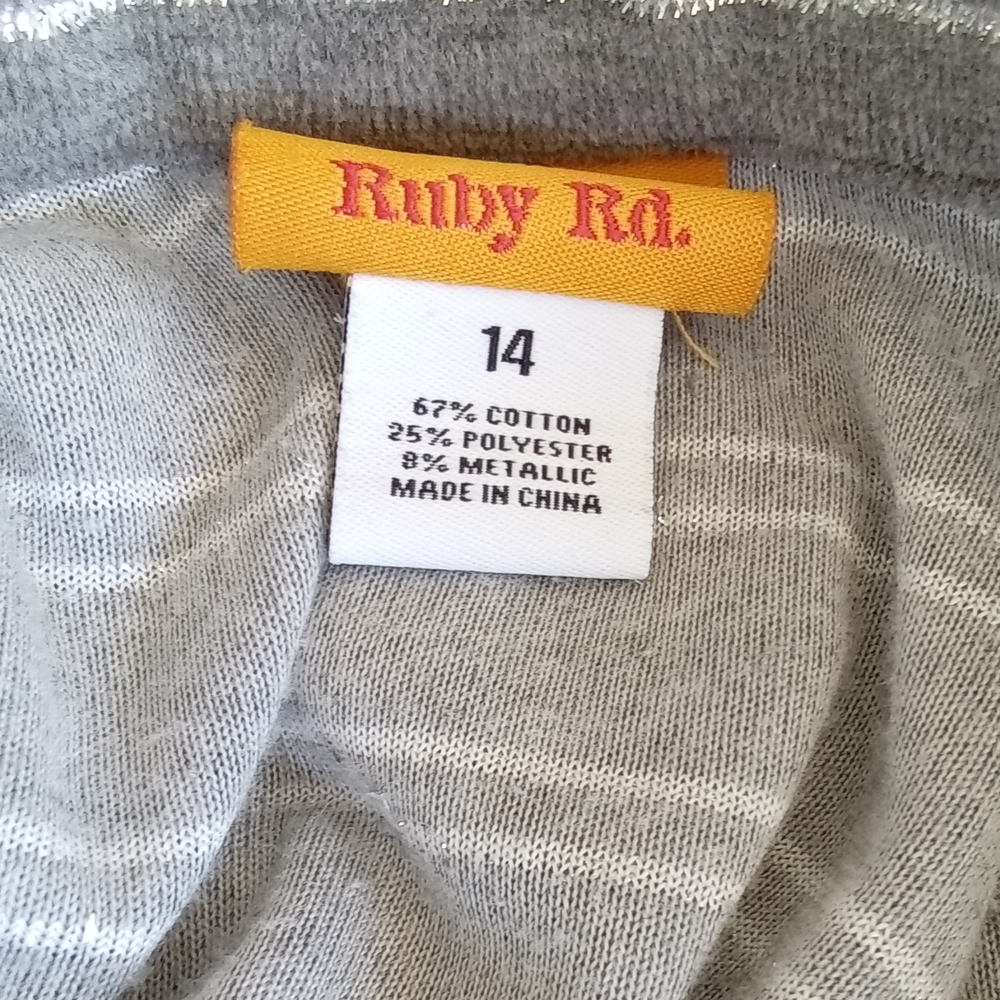 Ruby Rd.
14
67% COTTON
25% POLYESTER
8% METALLIC
MADE IN CHINA